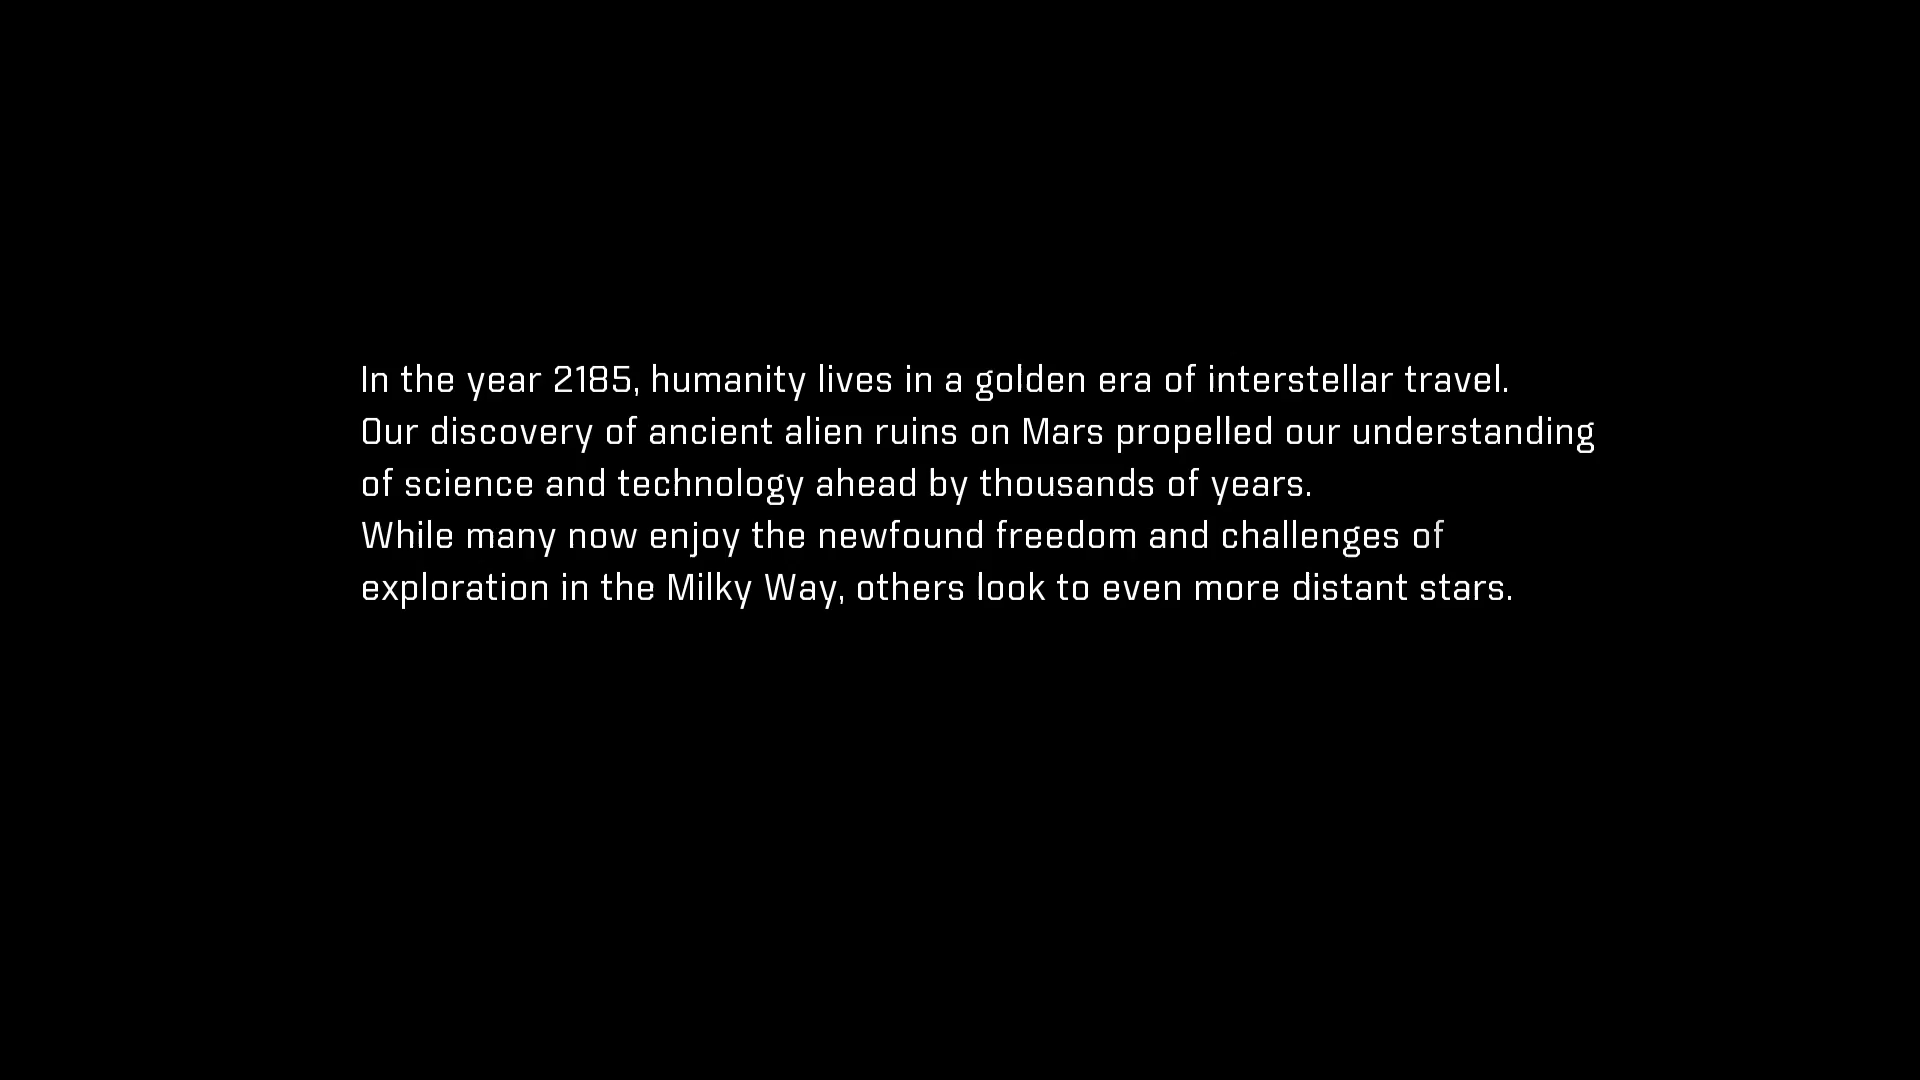 In the year 2185, humanity lives in a golden era of interstellar travel.
Our discovery of ancient alien ruins on Mars propelled our understanding
of science and technology ahead by thousands of years.
While many now enjoy the newfound freedom and challenges of
exploration in the Milky Way, others look to even more distant stars.